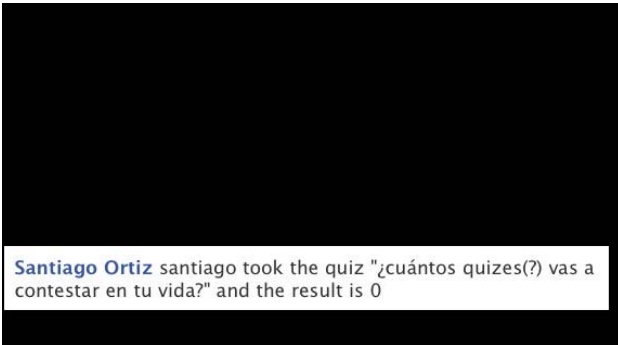 Santiago Ortiz santiago took the quiz "¿cuántos quizes(?) vas a
contestar en tu vida?" and the result is 0